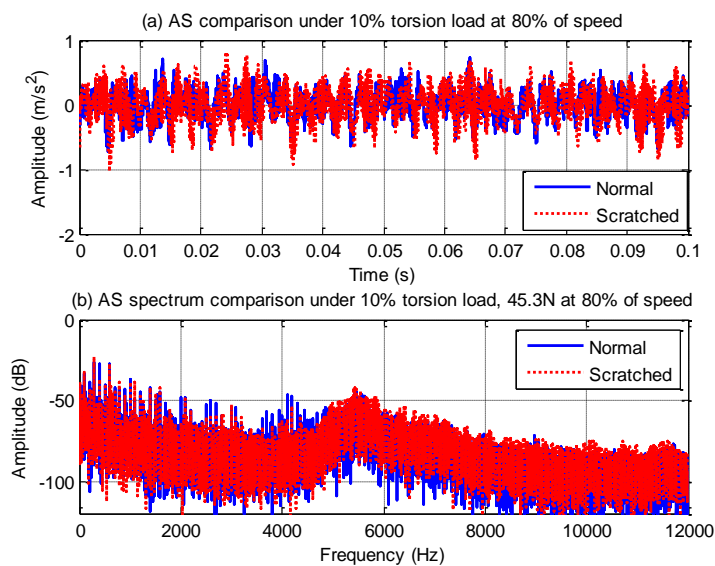 (a) AS comparison under 10% torsion load at 80% of speed
Amplitude (m/s²)
1
0
-1
-2
Normal
Scratched
0 0.01 0.02 0.03 0.04 0.05 0.06 0.07 0.08 0.09 0.1
Time (s)
(b) AS spectrum comparison under 10% torsion load, 45.3N at 80% of speed
Amplitude (dB)
0
-50
-100
Normal
Scratched
0 2000 4000 6000 8000 10000 12000
Frequency (Hz)